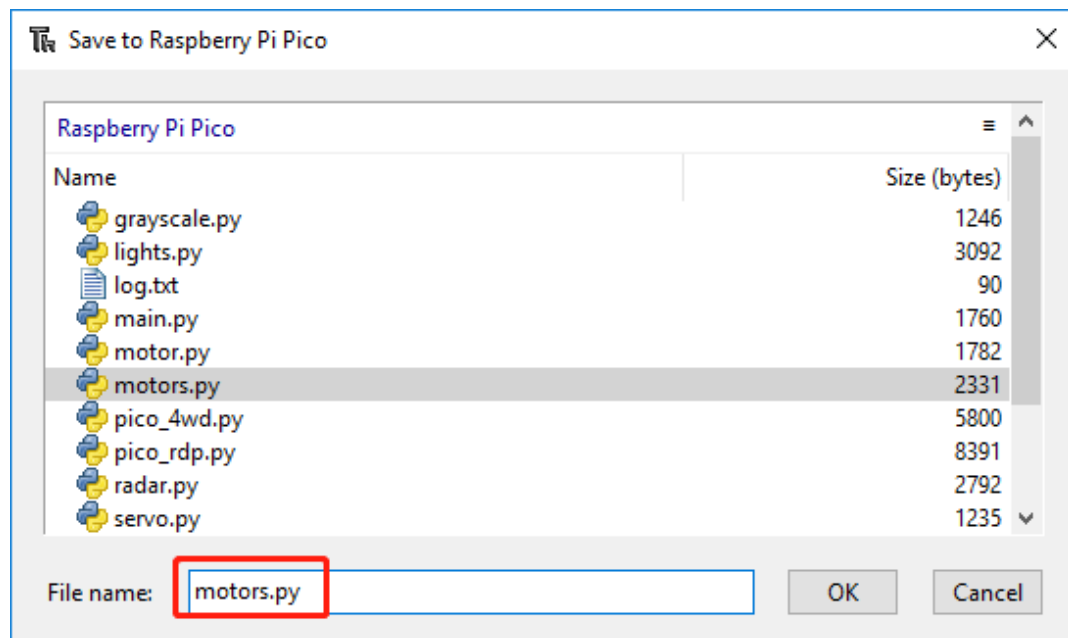 Save to Raspberry Pi Pico
Raspberry Pi Pico
Name Size (bytes)
grayscale.py 1246
lights.py 3092
log.txt 90
main.py 1760
motor.py 1782
motors.py 2331
pico_4wd.py 5800
pico_rdp.py 8391
radar.py 2792
servo.py 1235
File name: motors.py OK Cancel